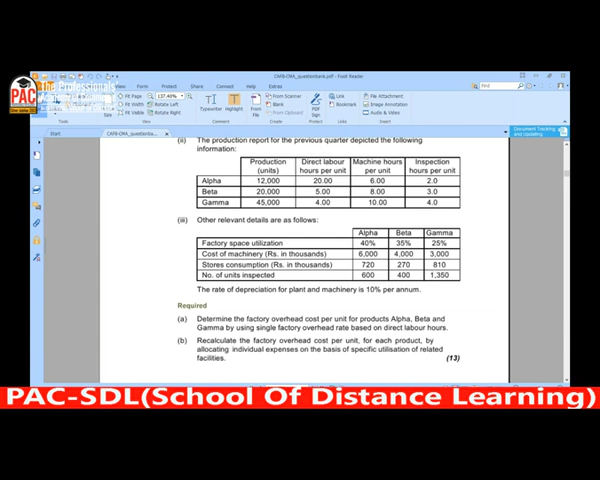 CAFB-CMA_questionbank.pdf - Foxit Reader
The Professionals'
PAC
Form
Protect
Share
Connect
Help
Extras
Find
Fit Page
137.40%
Fit Width
Rotate Left
Fit Visible
Rotate Right
Typewriter
Highlight
From File
From Scanner
Blank
From Clipboard
PDF Sign
Link
Bookmark
File Attachment
Image Annotation
Audio & Video
Tools
View
Comment
Create
Protect
Links
Insert
Start
CAFB-CMA_questionba...
Document Tracking and Updating
(ii) The production report for the previous quarter depicted the following
information:
Production (units) Direct labour hours per unit Machine hours per unit Inspection hours per unit
Alpha 12,000 20.00 6.00 2.0
Beta 20,000 5.00 8.00 3.0
Gamma 45,000 4.00 10.00 4.0
(iii) Other relevant details are as follows:
Alpha Beta Gamma
Factory space utilization 40% 35% 25%
Cost of machinery (Rs. in thousands) 6,000 4,000 3,000
Stores consumption (Rs. in thousands) 720 270 810
No. of units inspected 600 400 1,350
The rate of depreciation for plant and machinery is 10% per annum.
Required
(a) Determine the factory overhead cost per unit for products Alpha, Beta and
Gamma by using single factory overhead rate based on direct labour hours.
(b) Recalculate the factory overhead cost per unit, for each product, by
allocating individual expenses on the basis of specific utilisation of related
facilities. (13)
PAC-SDL(School Of Distance Learning)